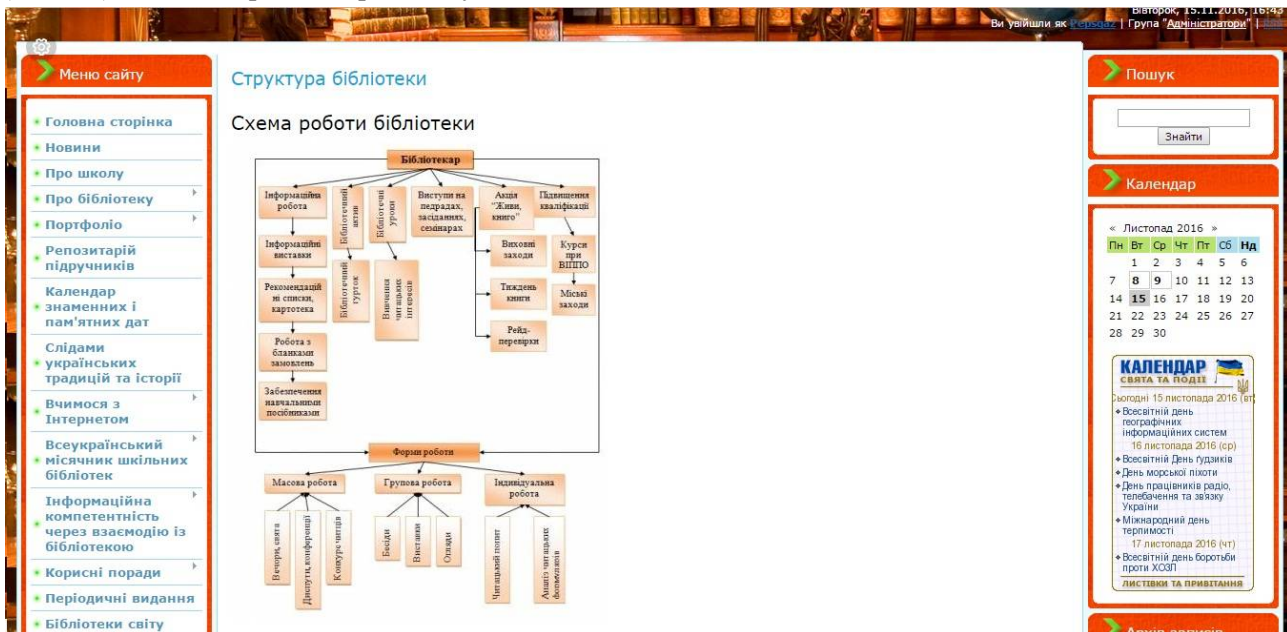 Вівторок, 15.11.2016, 16:43
Ви увійшли як Pepsqaz | Група "Адміністратори" |
Меню сайту
Головна сторінка
Новини
Про школу
Про бібліотеку
Портфоліо
Репозитарій
підручників
Календар
знаменних і
пам'ятних дат
Слідами
українських
традицій та історії
Вчимося з
Інтернетом
Всеукраїнський
місячник шкільних
бібліотек
Інформаційна
компетентність
через взаємодію із
бібліотекою
Корисні поради
Періодичні видання
Бібліотеки світу
Структура бібліотеки
Схема роботи бібліотеки
Бібліотекар
Інформаційна
робота
Бібліотечний
актив
Бібліотечні
уроки
Виступи на
педрадах,
засіданнях,
семінарах
Акція
"Живи,
книго"
Підвищення
кваліфікації
Інформаційні
виставки
Рекомендацій
ні списки,
картотека
Робота з
бланками
замовлень
Забезпечення
навчальними
посібниками
Бібліотечний
гурток
Вивчення
читацьких
інтересів
Виховні
заходи
Тиждень
книги
Рейд-
перевірки
Курси
при
ВІППО
Міські
заходи
Форми роботи
Масова робота
Групова робота
Індивідуальна
робота
Вечори, свята
Диспути, конференції
Конкурс читців
Бесіди
Виставки
Огляди
Читацький попит
Аналіз читацьких
формулярів
Пошук
Знайти
Календар
« Листопад 2016 »
Пн Вт Ср Чт Пт Сб Нд
1 2 3 4 5 6
7 8 9 10 11 12 13
14 15 16 17 18 19 20
21 22 23 24 25 26 27
28 29 30
КАЛЕНДАР
СВЯТА ТА ПОДІЇ
Сьогодні 15 листопада 2016 (вт)
Всесвітній день
географічних
інформаційних систем
16 листопада 2016 (ср)
Всесвітній День ґудзиків
День морської піхоти
День працівників радіо,
телебачення та зв'язку
України
Міжнародний день
терпимості
17 листопада 2016 (чт)
Всесвітній день боротьби
проти ХОЗЛ
ЛИСТІВКИ ТА ПРИВІТАННЯ
Архів записів